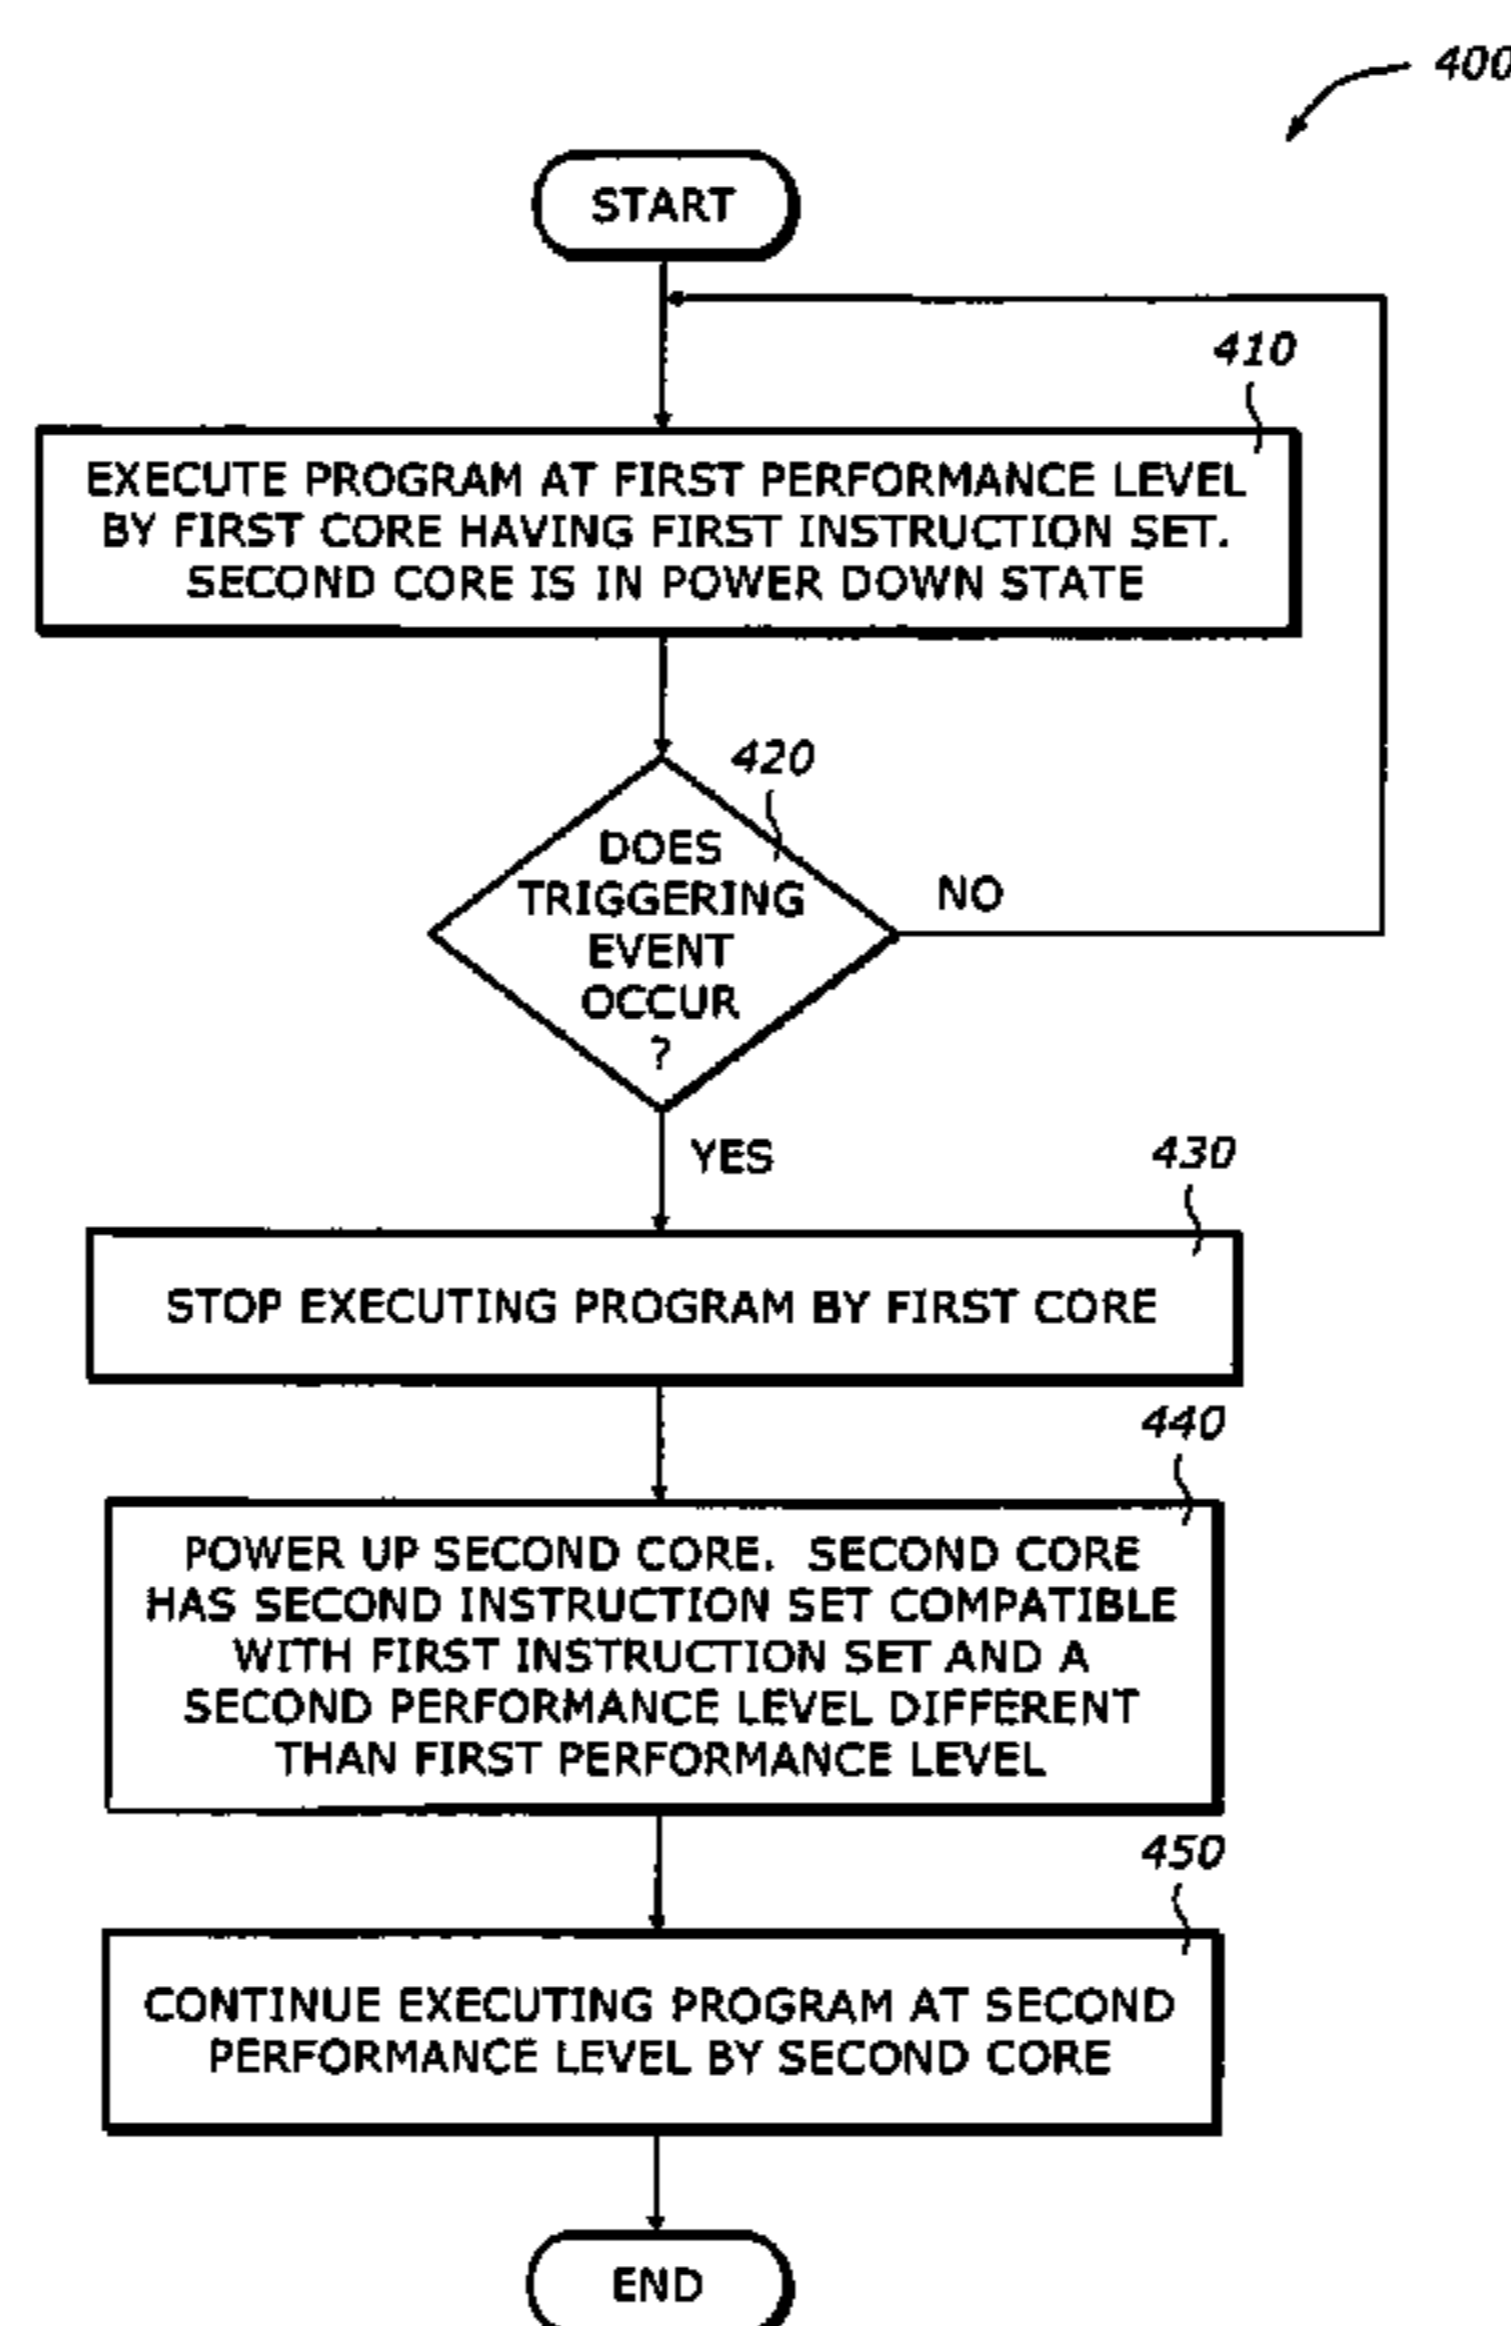 400
START
410
EXECUTE PROGRAM AT FIRST PERFORMANCE LEVEL
BY FIRST CORE HAVING FIRST INSTRUCTION SET.
SECOND CORE IS IN POWER DOWN STATE
420
DOES
TRIGGERING
EVENT
OCCUR
?
NO
YES
430
STOP EXECUTING PROGRAM BY FIRST CORE
440
POWER UP SECOND CORE. SECOND CORE
HAS SECOND INSTRUCTION SET COMPATIBLE
WITH FIRST INSTRUCTION SET AND A
SECOND PERFORMANCE LEVEL DIFFERENT
THAN FIRST PERFORMANCE LEVEL
450
CONTINUE EXECUTING PROGRAM AT SECOND
PERFORMANCE LEVEL BY SECOND CORE
END